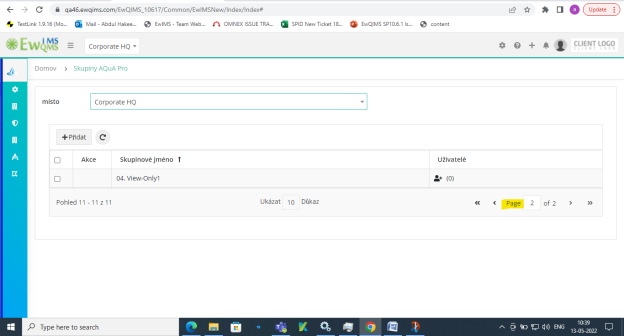 qa46.ewqims.com/EwQIMS_10617/Common/EwIMSNew/Index/Index#
Update
TestLink 1.9.16 (Mo...
Mail - Abdul Hakee...
EwIMS - Team Web...
OMNEX ISSUE TRA...
SPIO New Ticket 18...
EwQIMS SP10.6.1 Is...
content
EwIMS
QMS
Corporate HQ
CLIENT LOGO
Domov > Skupiny AQuA Pro
místo
Corporate HQ
+Přidat
Akce
Skupinové jméno ↑
Uživatelé
04. View-Only1
(0)
Pohled 11 - 11 z 11
Ukázat 10 Důkaz
« ‹ Page 2 of 2 › »
Type here to search
ENG
10:39
13-05-2022